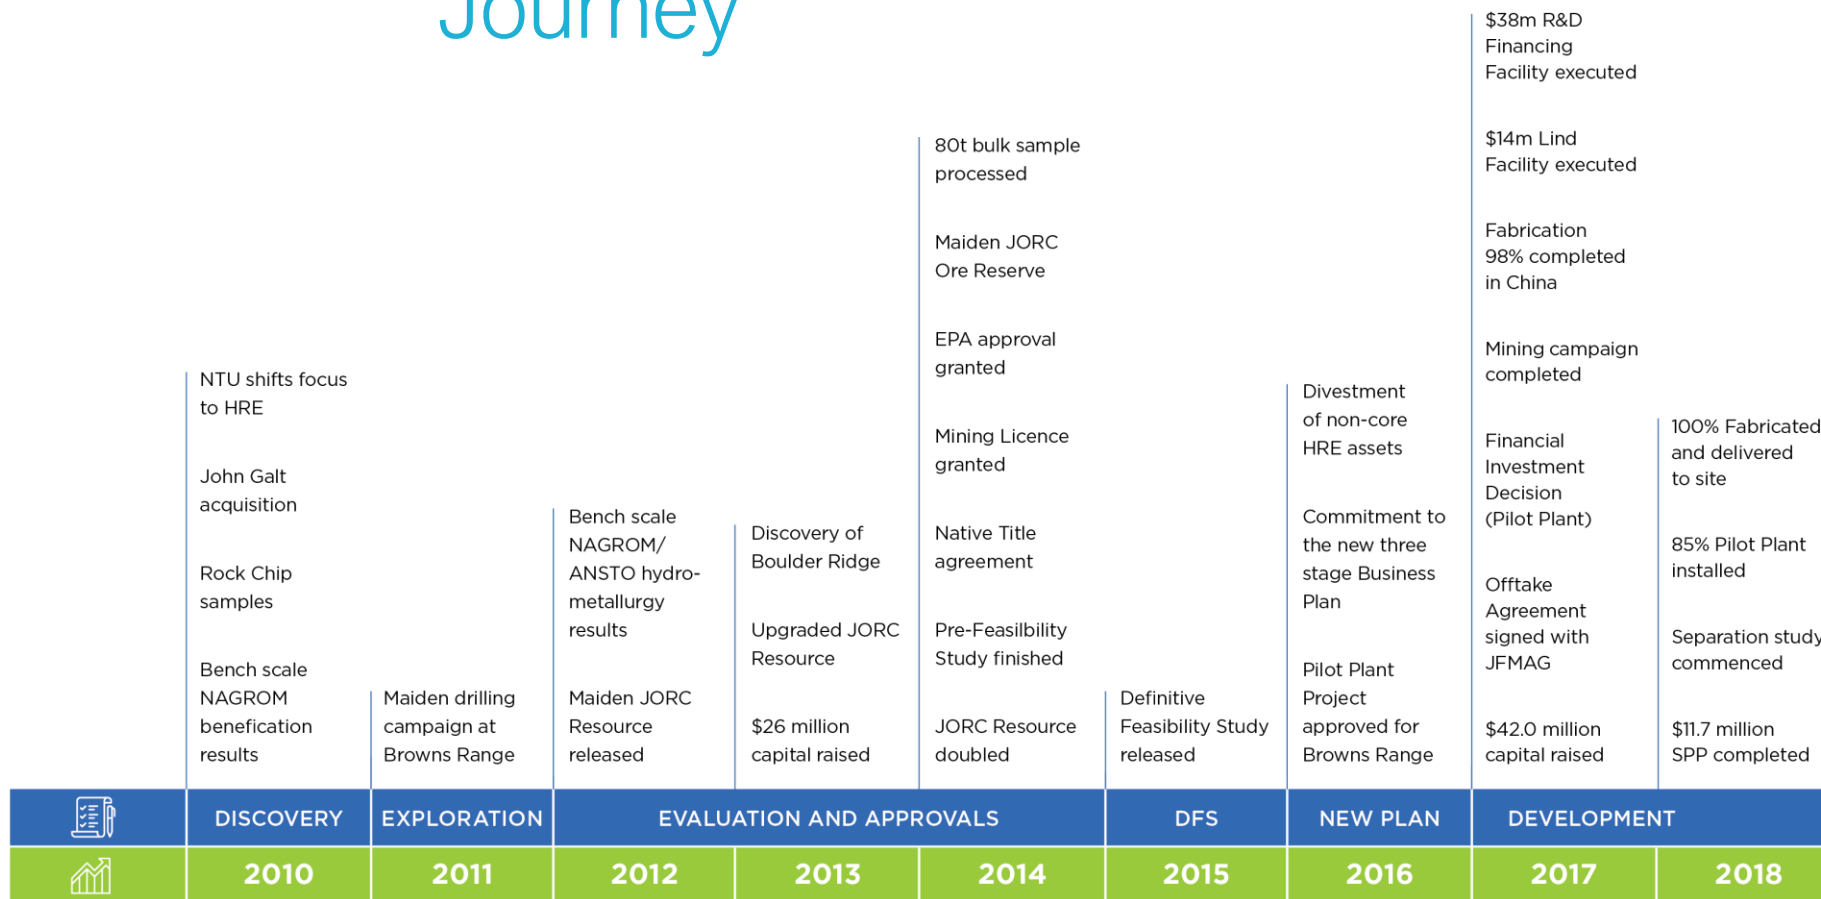 Journey
NTU shifts focus
to HRE
John Galt
acquisition
Rock Chip
samples
Bench scale
NAGROM
benefication
results
Maiden drilling
campaign at
Browns Range
Bench scale
NAGROM/
ANSTO hydro-
metallurgy
results
Maiden JORC
Resource
released
Discovery of
Boulder Ridge
Upgraded JORC
Resource
$26 million
capital raised
80t bulk sample
processed
Maiden JORC
Ore Reserve
EPA approval
granted
Mining Licence
granted
Native Title
agreement
Pre-Feasilbility
Study finished
JORC Resource
doubled
Definitive
Feasibility Study
released
Divestment
of non-core
HRE assets
Commitment to
the new three
stage Business
Plan
Pilot Plant
Project
approved for
Browns Range
$38m R&D
Financing
Facility executed
$14m Lind
Facility executed
Fabrication
98% completed
in China
Mining campaign
completed
Financial
Investment
Decision
(Pilot Plant)
Offtake
Agreement
signed with
JFMAG
$42.0 million
capital raised
100% Fabricated
and delivered
to site
85% Pilot Plant
installed
Separation study
commenced
$11.7 million
SPP completed
DISCOVERY EXPLORATION EVALUATION AND APPROVALS DFS NEW PLAN DEVELOPMENT
2010 2011 2012 2013 2014 2015 2016 2017 2018